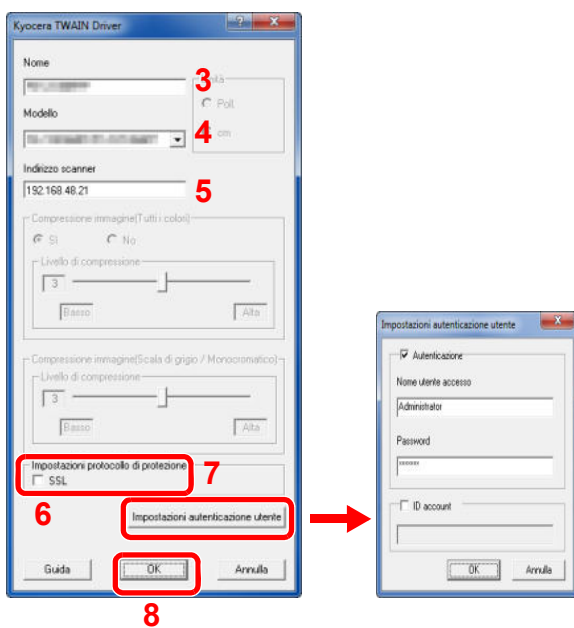 Kyocera TWAIN Driver
Nome
3
Unità
Poll.
Modello
4
cm
Indirizzo scanner
192.168.48.21
5
Compressione immagine(Tutti i colori)
Sì
No
Livello di compressione
3
Basso
Alta
Compressione immagine(Scala di grigio / Monocromatico)
Livello di compressione
3
Basso
Alta
Impostazioni protocollo di protezione
7
SSL
6
Impostazioni autenticazione utente
Guida
OK
Annulla
8
Impostazioni autenticazione utente
Autenticazione
Nome utente accesso
Administrator
Password
ID account
OK
Annulla